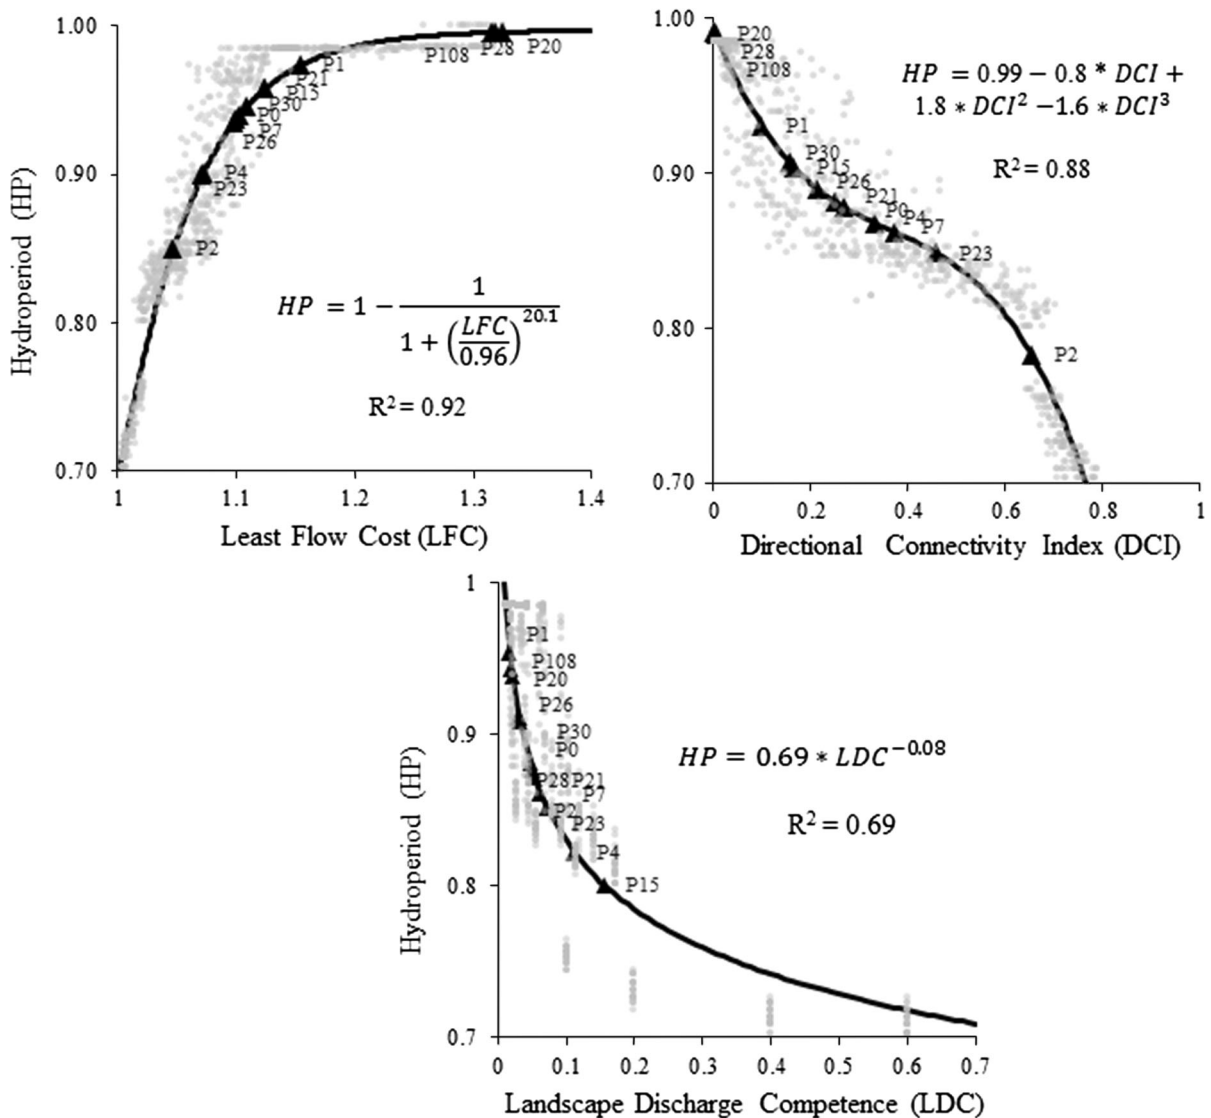 1.00
0.90
0.80
0.70
Hydroperiod (HP)
P108 P28 P20
P1
P21
P15
P30
P0
P7
P26
P4
P23
P2
HP = 1 − 1 / (1 + (LFC/0.96)^20.1)
R² = 0.92
1 1.1 1.2 1.3 1.4
Least Flow Cost (LFC)
1.00
0.90
0.80
0.70
P20
P28
P108
P1
P30
P15
P26
P21
P0
P4
P7
P23
P2
HP = 0.99 − 0.8 * DCI +
1.8 * DCI² −1.6 * DCI³
R² = 0.88
0 0.2 0.4 0.6 0.8 1
Directional Connectivity Index (DCI)
1
0.9
0.8
0.7
Hydroperiod (HP)
P1
P108
P20
P26
P30
P0
P28 P21
P7
P2
P23
P4
P15
HP = 0.69 * LDC^−0.08
R² = 0.69
0 0.1 0.2 0.3 0.4 0.5 0.6 0.7
Landscape Discharge Competence (LDC)